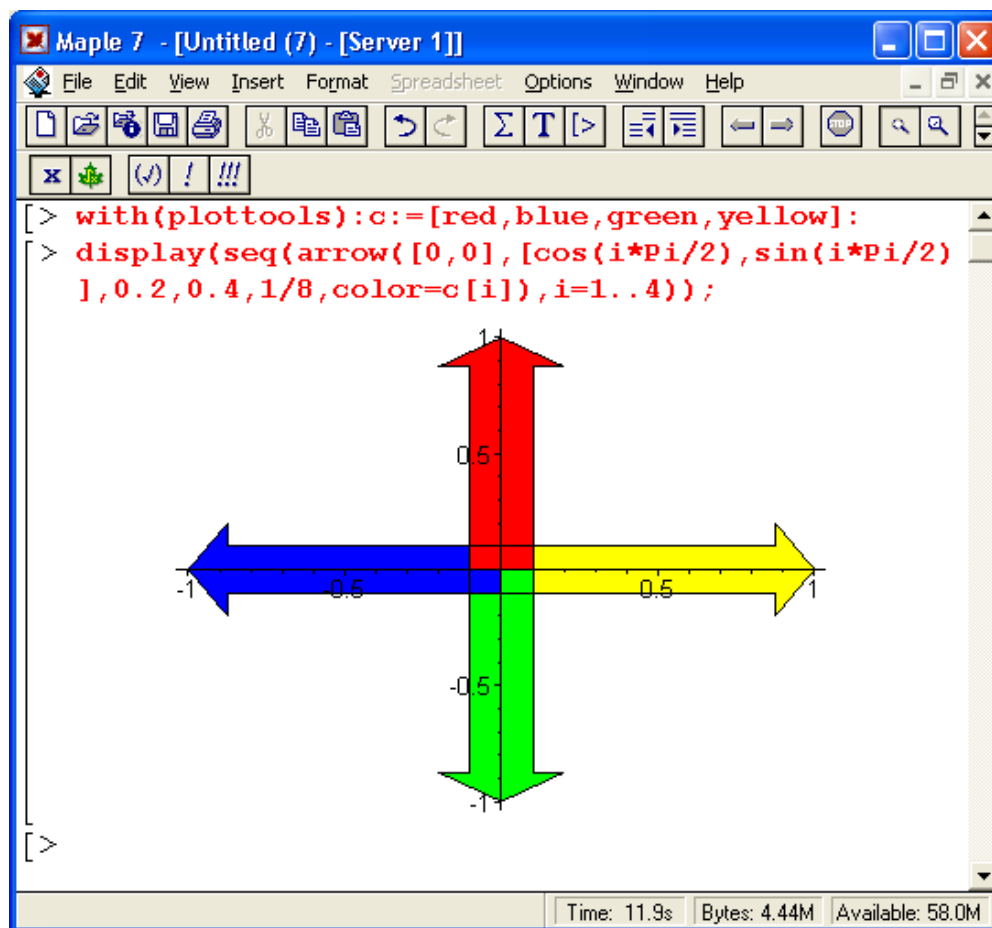 Maple 7 - [Untitled (7) - [Server 1]]
File Edit View Insert Format Spreadsheet Options Window Help
Σ T [>
STOP
x (√) ! !!!
[> with(plottools):c:=[red,blue,green,yellow]:
[> display(seq(arrow([0,0],[cos(i*Pi/2),sin(i*Pi/2)
],0.2,0.4,1/8,color=c[i]),i=1..4));
1
0.5
-1 -0.5 0.5 1
-0.5
-1
[>
Time: 11.9s Bytes: 4.44M Available: 58.0M